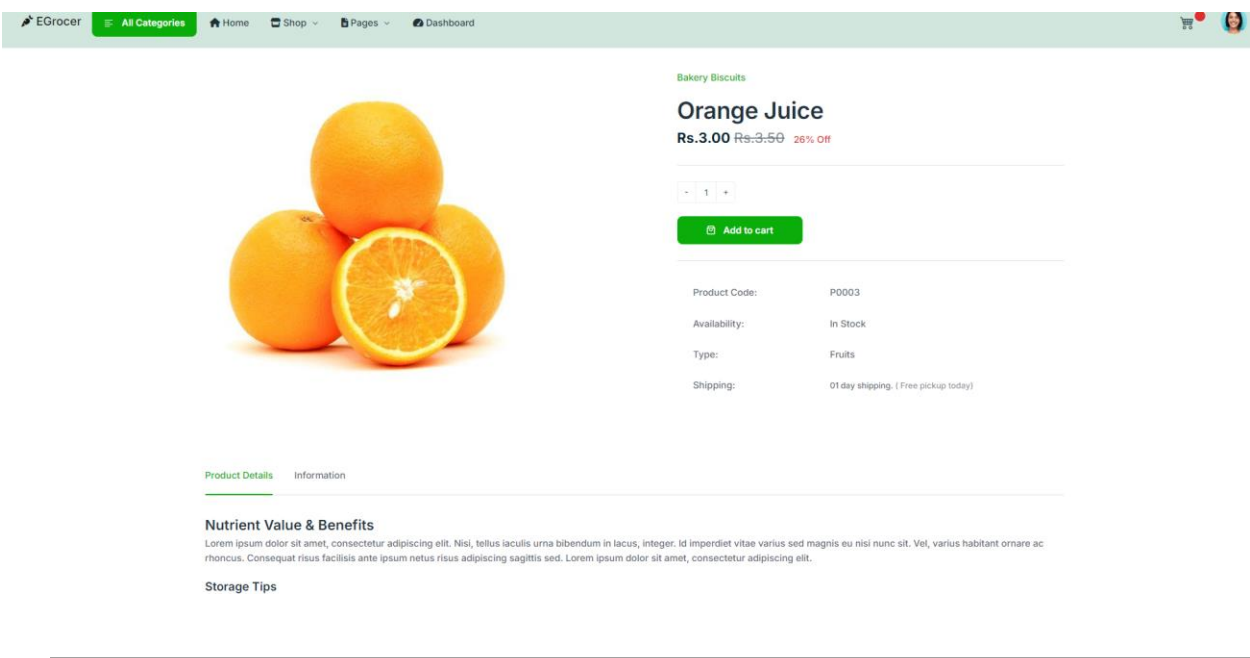 EGrocer All Categories Home Shop Pages Dashboard
Bakery Biscuits
Orange Juice
Rs.3.00 Rs.3.50 26% Off
- 1 +
Add to cart
Product Code: P0003
Availability: In Stock
Type: Fruits
Shipping: 01 day shipping. ( Free pickup today)
Product Details Information
Nutrient Value & Benefits
Lorem ipsum dolor sit amet, consectetur adipiscing elit. Nisi, tellus iaculis urna bibendum in lacus, integer. Id imperdiet vitae varius sed magnis eu nisi nunc sit. Vel, varius habitant ornare ac
rhoncus. Consequat risus facilisis ante ipsum netus risus adipiscing sagittis sed. Lorem ipsum dolor sit amet, consectetur adipiscing elit.
Storage Tips